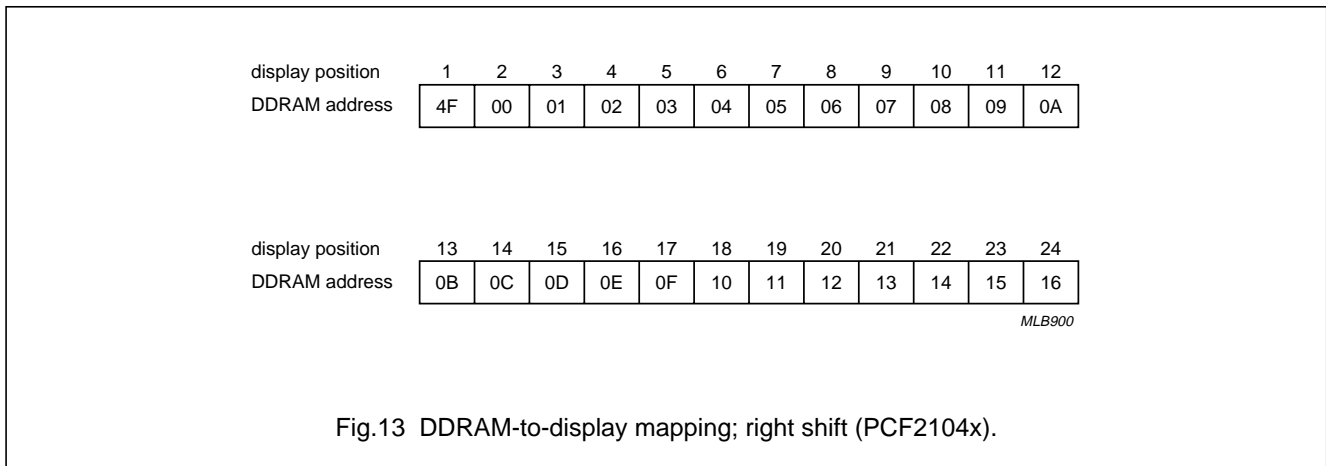 display position 1 2 3 4 5 6 7 8 9 10 11 12
DDRAM address 4F 00 01 02 03 04 05 06 07 08 09 0A
display position 13 14 15 16 17 18 19 20 21 22 23 24
DDRAM address 0B 0C 0D 0E 0F 10 11 12 13 14 15 16
MLB900
Fig.13 DDRAM-to-display mapping; right shift (PCF2104x).